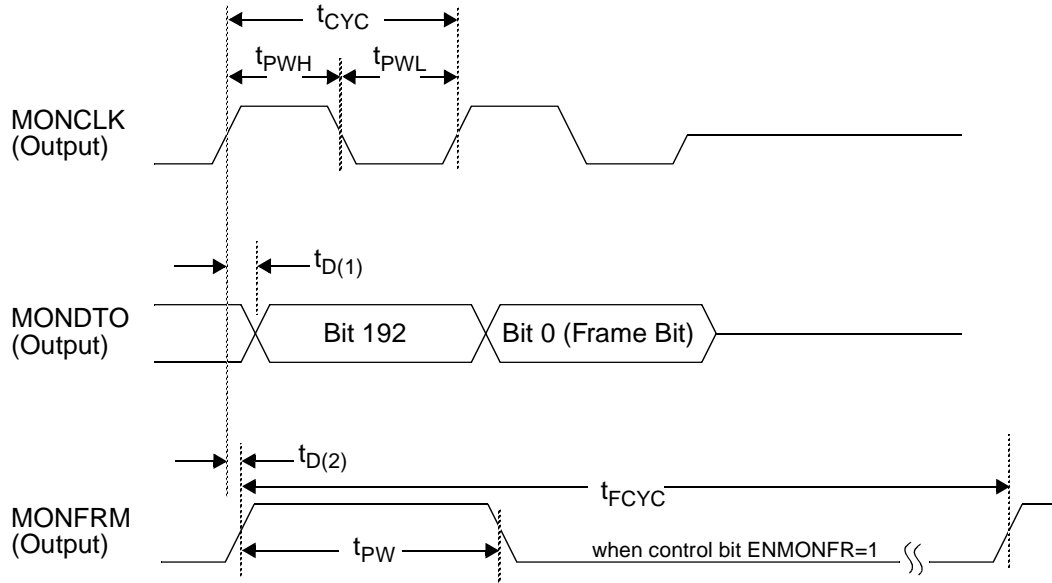 tCYC
tPWH
tPWL
MONCLK
(Output)
tD(1)
MONDTO
(Output)
Bit 192
Bit 0 (Frame Bit)
tD(2)
tFCYC
MONFRM
(Output)
tPW
when control bit ENMONFR=1